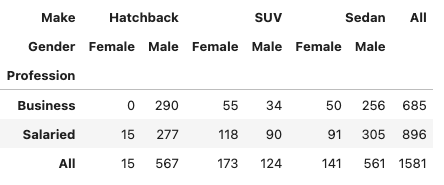 Make Hatchback SUV Sedan All
Gender Female Male Female Male Female Male
Profession
Business 0 290 55 34 50 256 685
Salaried 15 277 118 90 91 305 896
All 15 567 173 124 141 561 1581